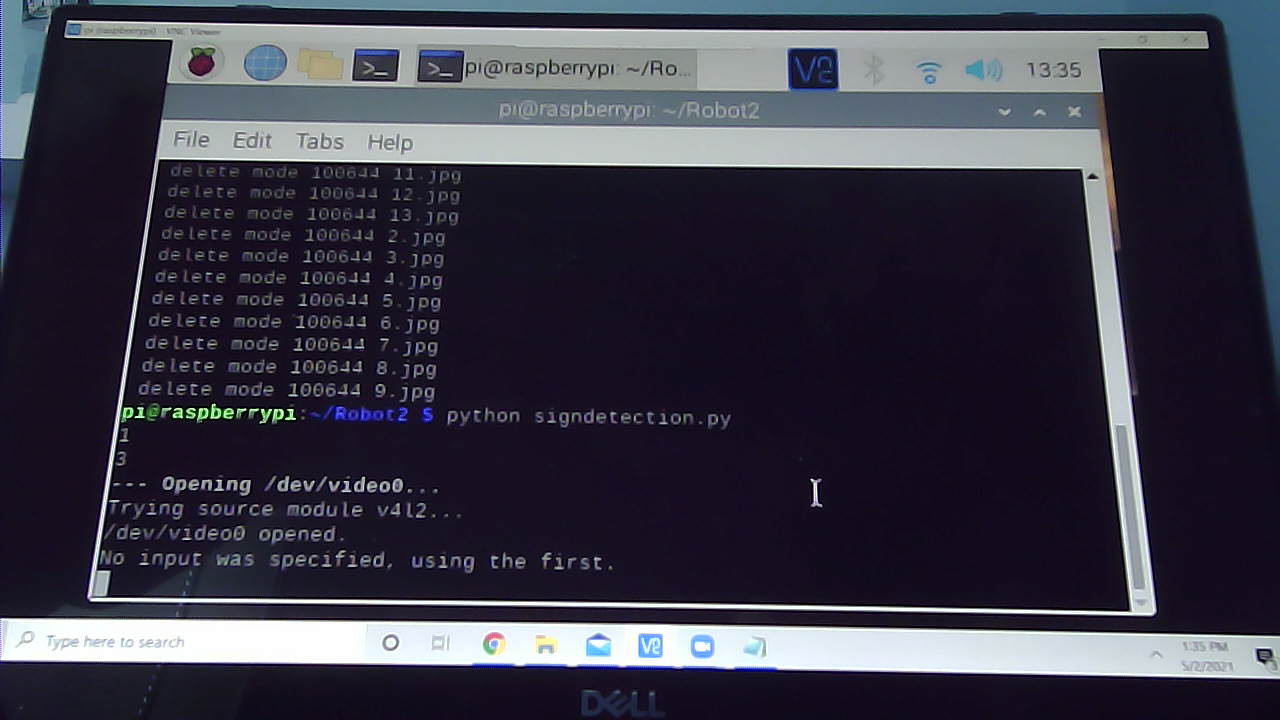 pi (raspberrypi) - VNC Viewer
pi@raspberrypi: ~/Ro...
13:35
pi@raspberrypi: ~/Robot2
File Edit Tabs Help
delete mode 100644 11.jpg
delete mode 100644 12.jpg
delete mode 100644 13.jpg
delete mode 100644 2.jpg
delete mode 100644 3.jpg
delete mode 100644 4.jpg
delete mode 100644 5.jpg
delete mode 100644 6.jpg
delete mode 100644 7.jpg
delete mode 100644 8.jpg
delete mode 100644 9.jpg
pi@raspberrypi:~/Robot2 $ python signdetection.py
1
3
--- Opening /dev/video0...
Trying source module v4l2...
/dev/video0 opened.
No input was specified, using the first.
Type here to search
1:35 PM
5/2/2021
DELL